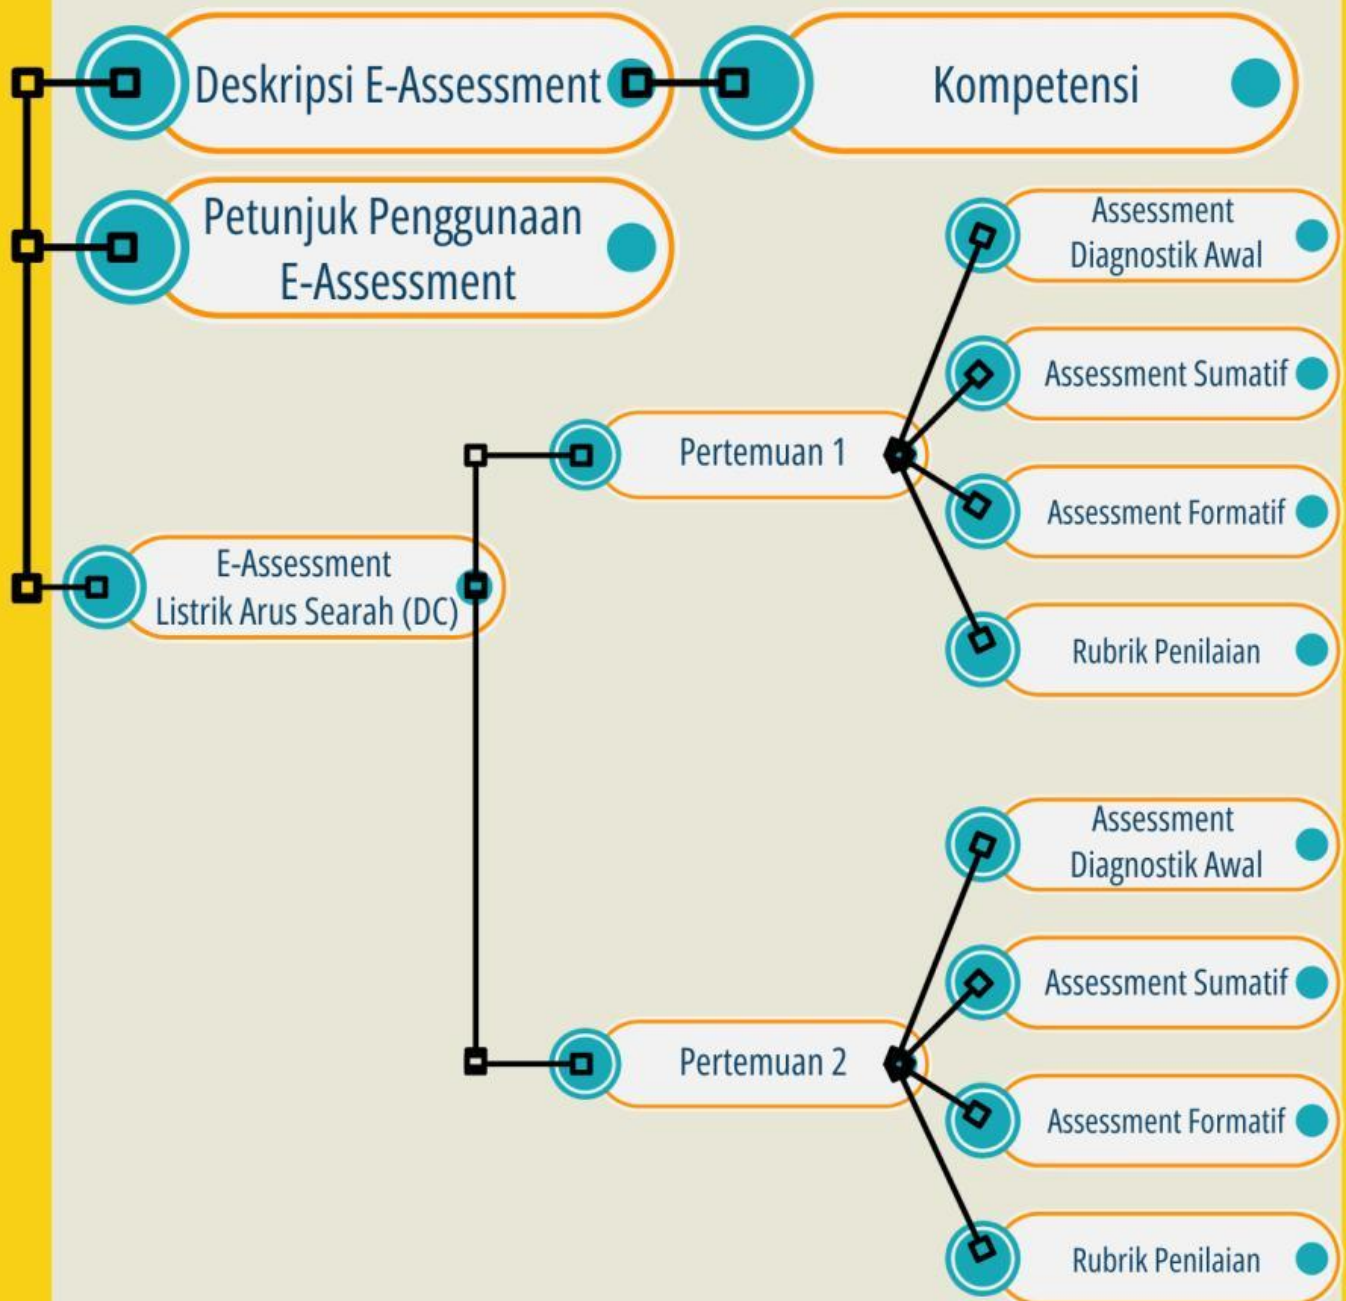 Deskripsi E-Assessment
Kompetensi
Petunjuk Penggunaan
E-Assessment
Assessment
Diagnostik Awal
Assessment Sumatif
Pertemuan 1
Assessment Formatif
E-Assessment
Listrik Arus Searah (DC)
Rubrik Penilaian
Assessment
Diagnostik Awal
Assessment Sumatif
Pertemuan 2
Assessment Formatif
Rubrik Penilaian